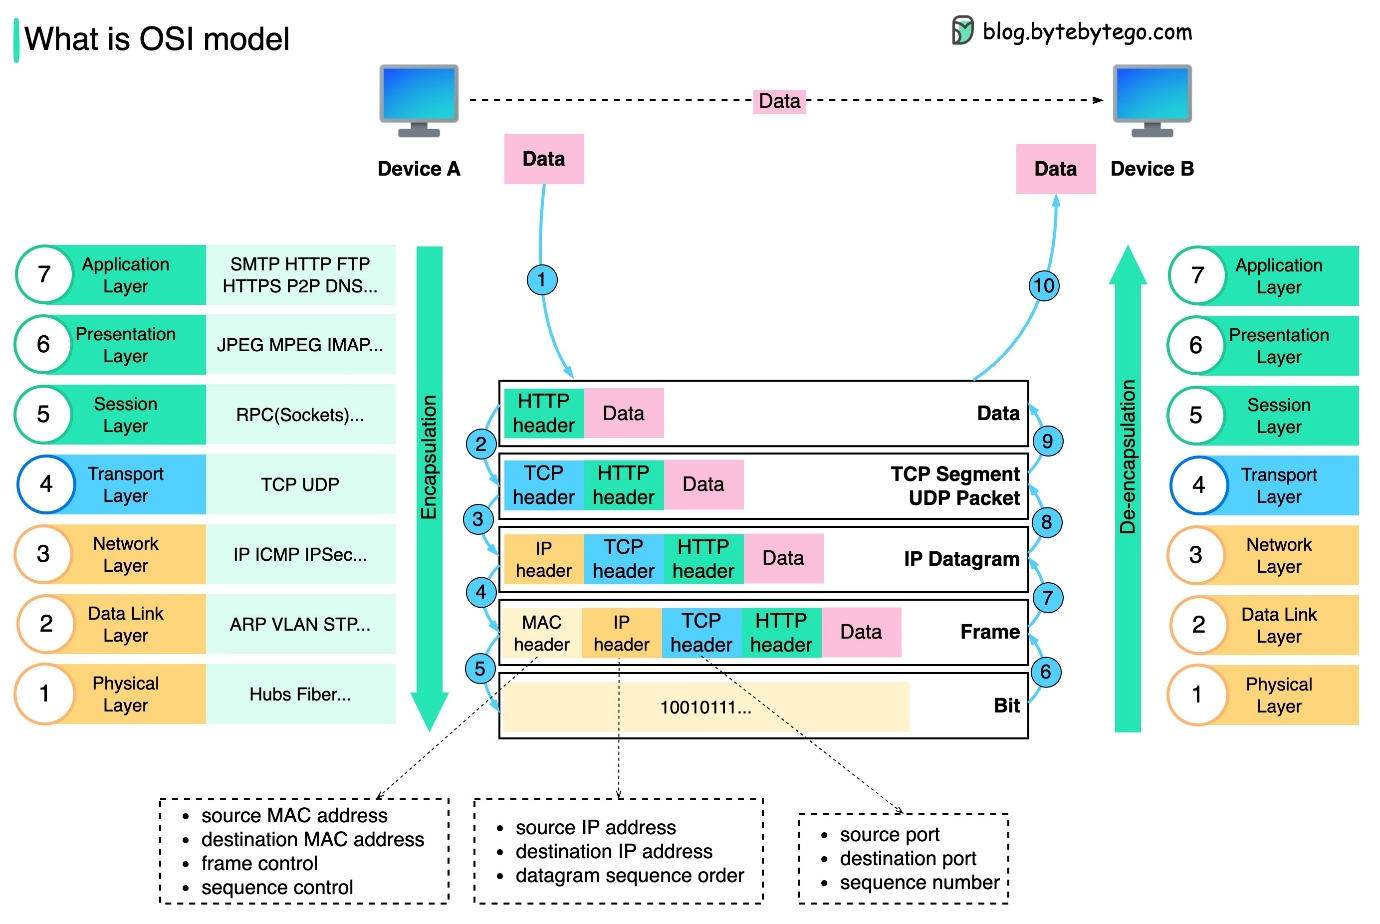 What is OSI model
blog.bytebytego.com
Data
Device A
Data
Data
Device B
7
Application
Layer
SMTP HTTP FTP
HTTPS P2P DNS...
6
Presentation
Layer
JPEG MPEG IMAP...
5
Session
Layer
RPC(Sockets)...
4
Transport
Layer
TCP UDP
3
Network
Layer
IP ICMP IPSec...
2
Data Link
Layer
ARP VLAN STP...
1
Physical
Layer
Hubs Fiber...
Encapsulation
1
2
3
4
5
HTTP
header
Data
Data
TCP
header
HTTP
header
Data
TCP Segment
UDP Packet
IP
header
TCP
header
HTTP
header
Data
IP Datagram
MAC
header
IP
header
TCP
header
HTTP
header
Data
Frame
10010111...
Bit
10
9
8
7
6
De-encapsulation
7
Application
Layer
6
Presentation
Layer
5
Session
Layer
4
Transport
Layer
3
Network
Layer
2
Data Link
Layer
1
Physical
Layer
• source MAC address
• destination MAC address
• frame control
• sequence control
• source IP address
• destination IP address
• datagram sequence order
• source port
• destination port
• sequence number